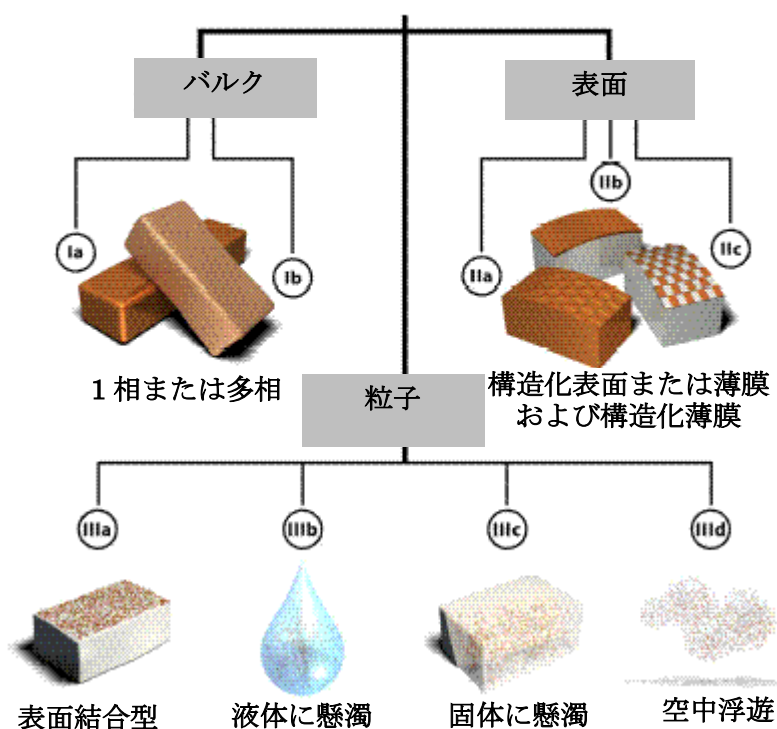 バルク
表面
Ia
Ib
IIa
IIb
IIc
1相または多相
構造化表面または薄膜
および構造化薄膜
粒子
IIIa
IIIb
IIIc
IIId
表面結合型
液体に懸濁
固体に懸濁
空中浮遊